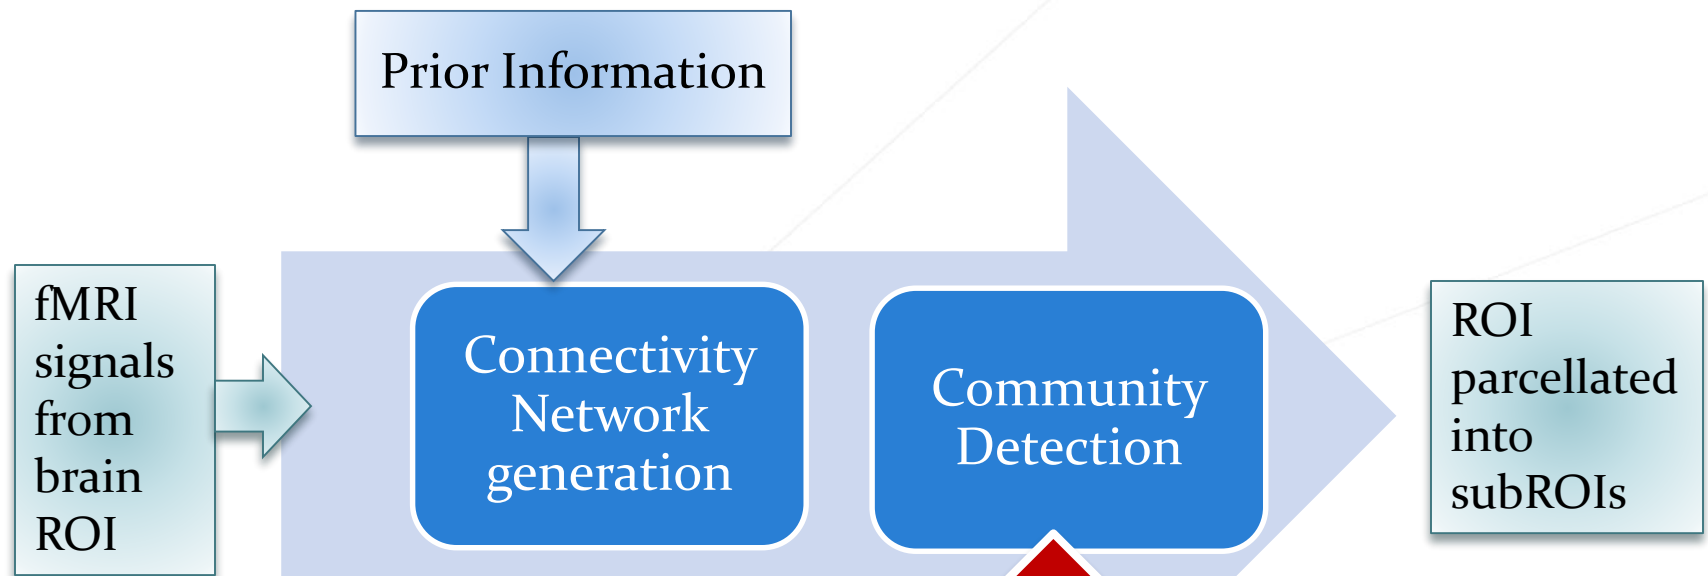 Prior Information
fMRI
signals
from
brain
ROI
Connectivity
Network
generation
Community
Detection
ROI
parcellated
into
subROIs